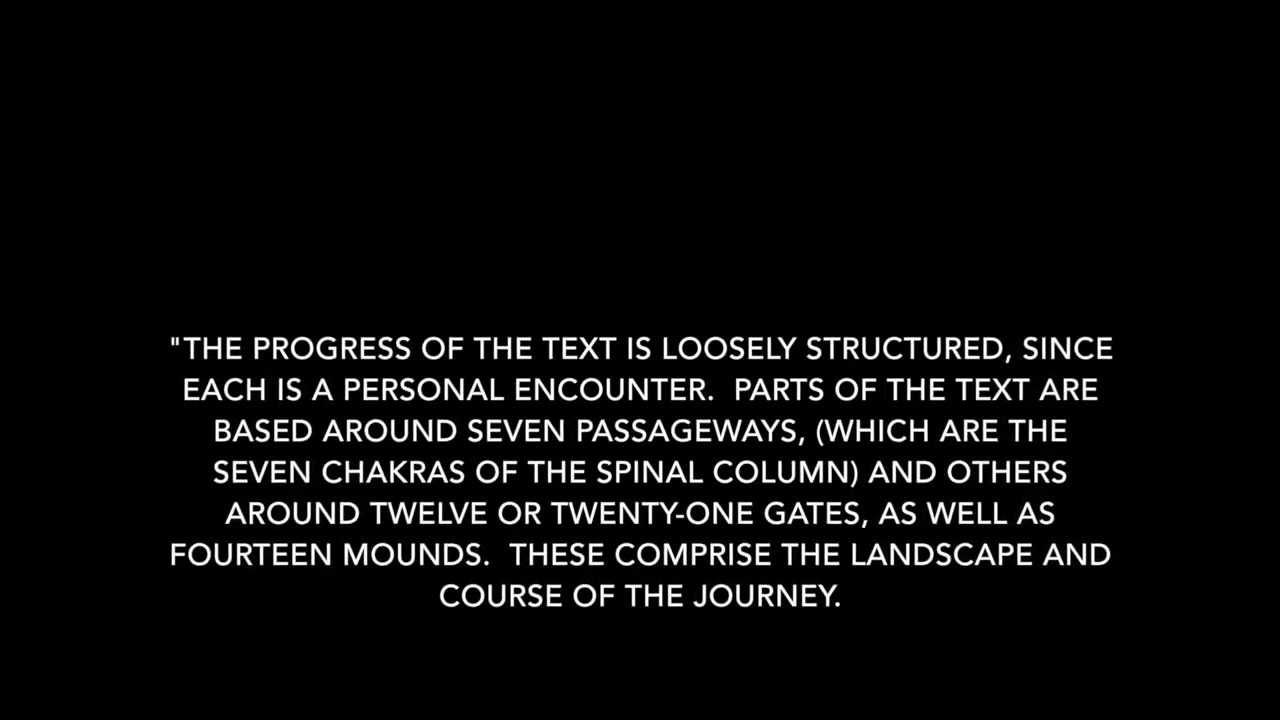 "THE PROGRESS OF THE TEXT IS LOOSELY STRUCTURED, SINCE
EACH IS A PERSONAL ENCOUNTER.  PARTS OF THE TEXT ARE
BASED AROUND SEVEN PASSAGEWAYS, (WHICH ARE THE
SEVEN CHAKRAS OF THE SPINAL COLUMN) AND OTHERS
AROUND TWELVE OR TWENTY-ONE GATES, AS WELL AS
FOURTEEN MOUNDS.  THESE COMPRISE THE LANDSCAPE AND
COURSE OF THE JOURNEY.